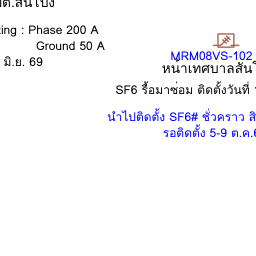 ต.สันโป่ง
ting : Phase 200 A
Ground 50 A
มิ.ย. 69
MRM08VS-102
หน้าเทศบาลสันโ
SF6 รื้อมาซ่อม ติดตั้งวันที่
นำไปติดตั้ง SF6# ชั่วคราว สิ
รอติดตั้ง 5-9 ต.ค.6